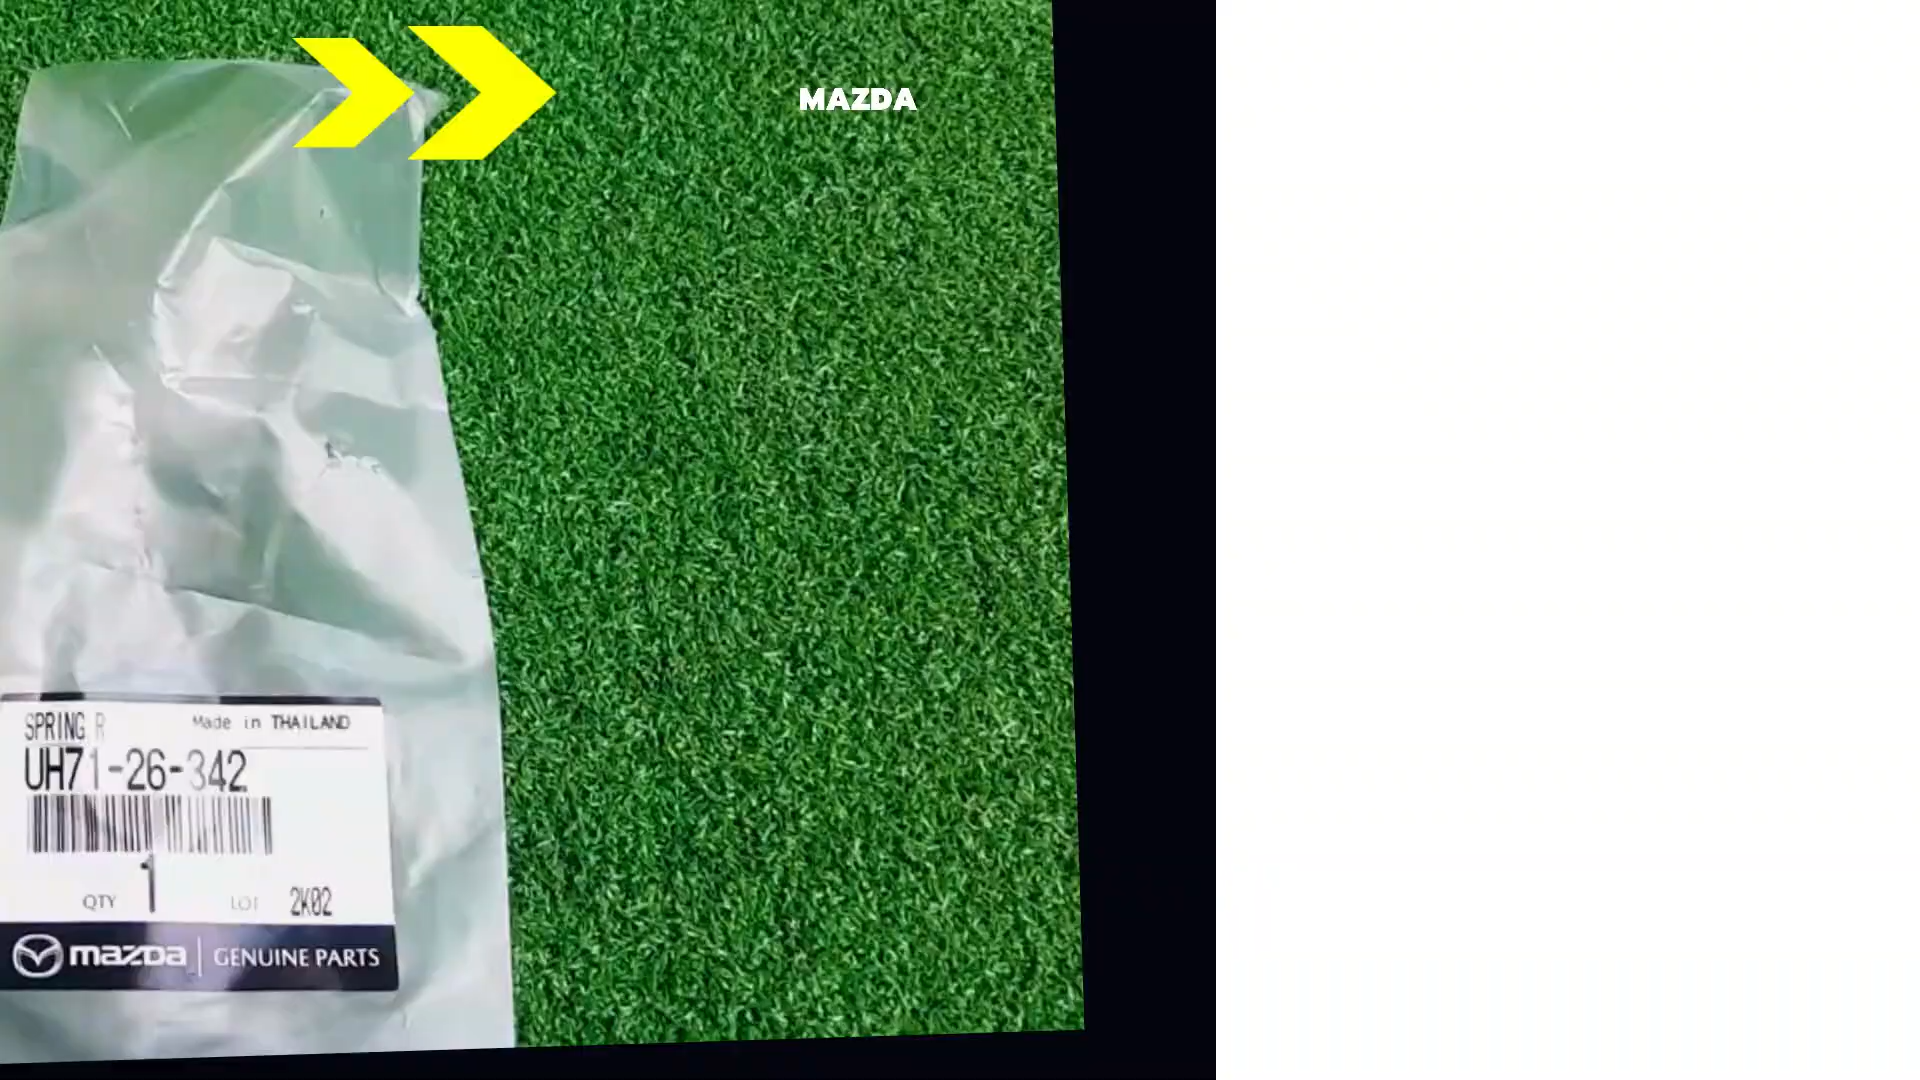 MAZDA
SPRING R
Made in THAILAND
UH71-26-342
QTY 1 LOT 2K02
mazda | GENUINE PARTS